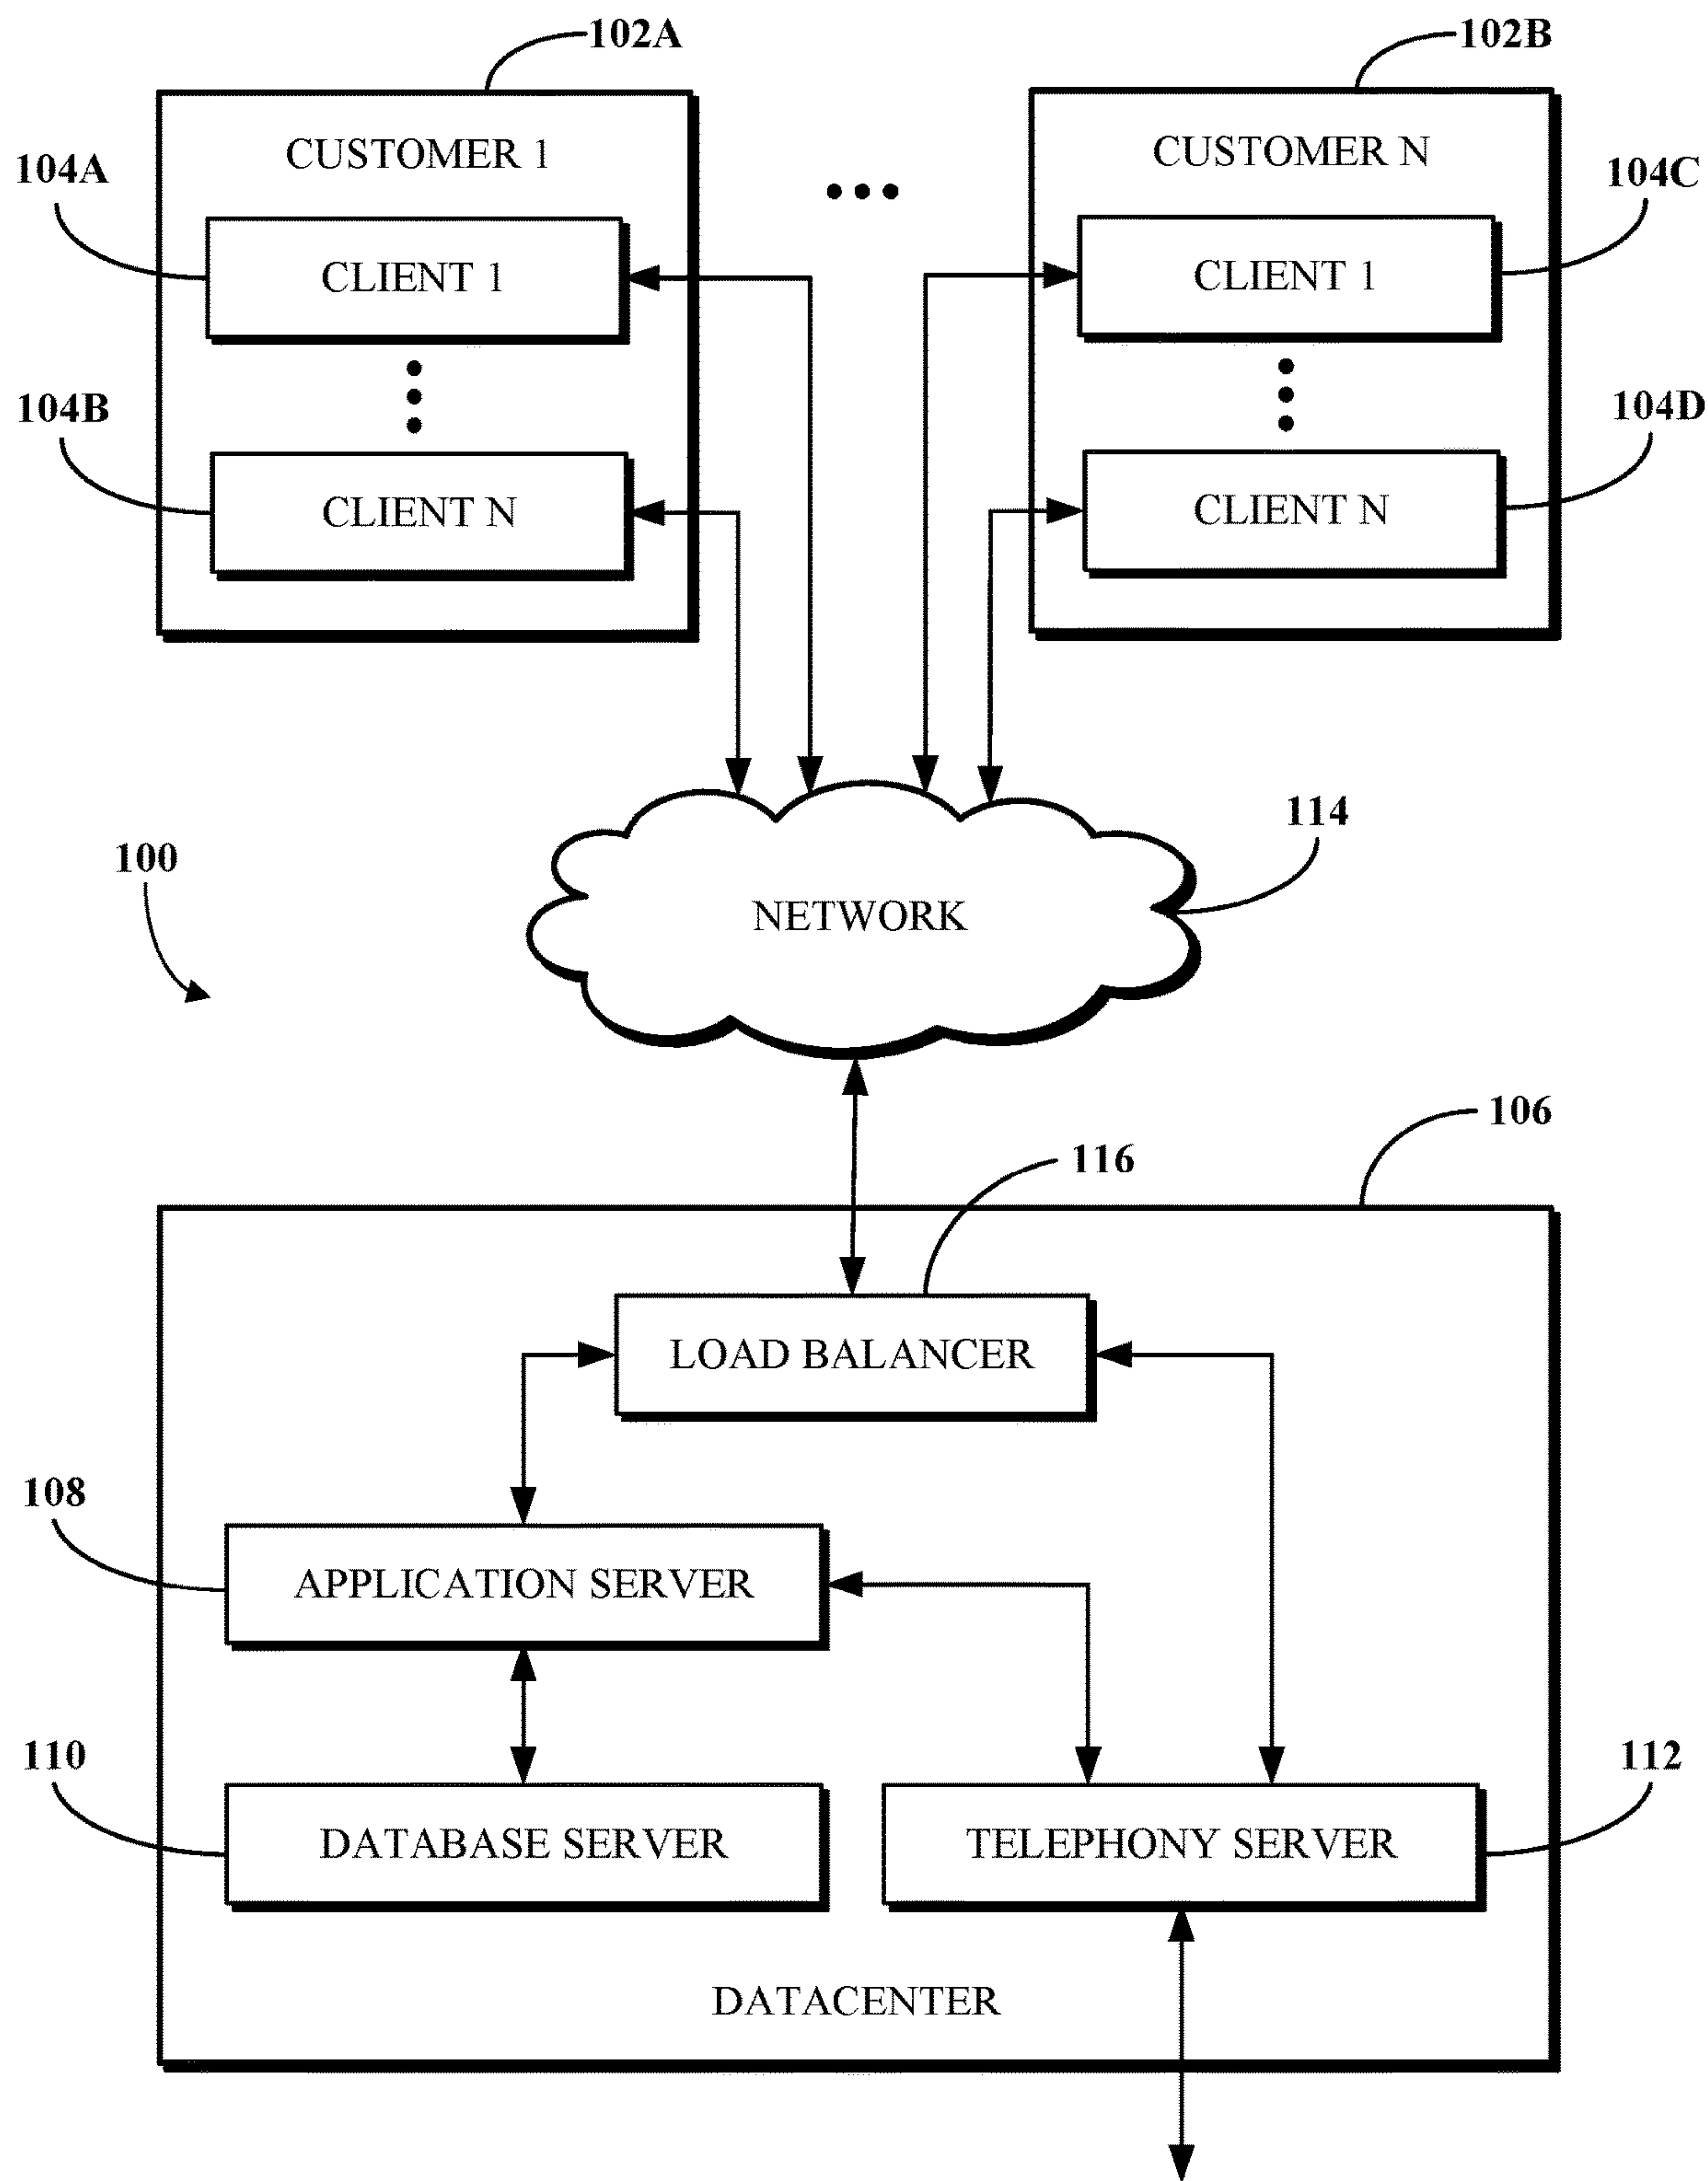 102A
102B
CUSTOMER 1
CUSTOMER N
104A
104C
CLIENT 1
CLIENT 1
104B
104D
CLIENT N
CLIENT N
114
100
NETWORK
106
116
LOAD BALANCER
108
APPLICATION SERVER
110
112
DATABASE SERVER
TELEPHONY SERVER
DATACENTER